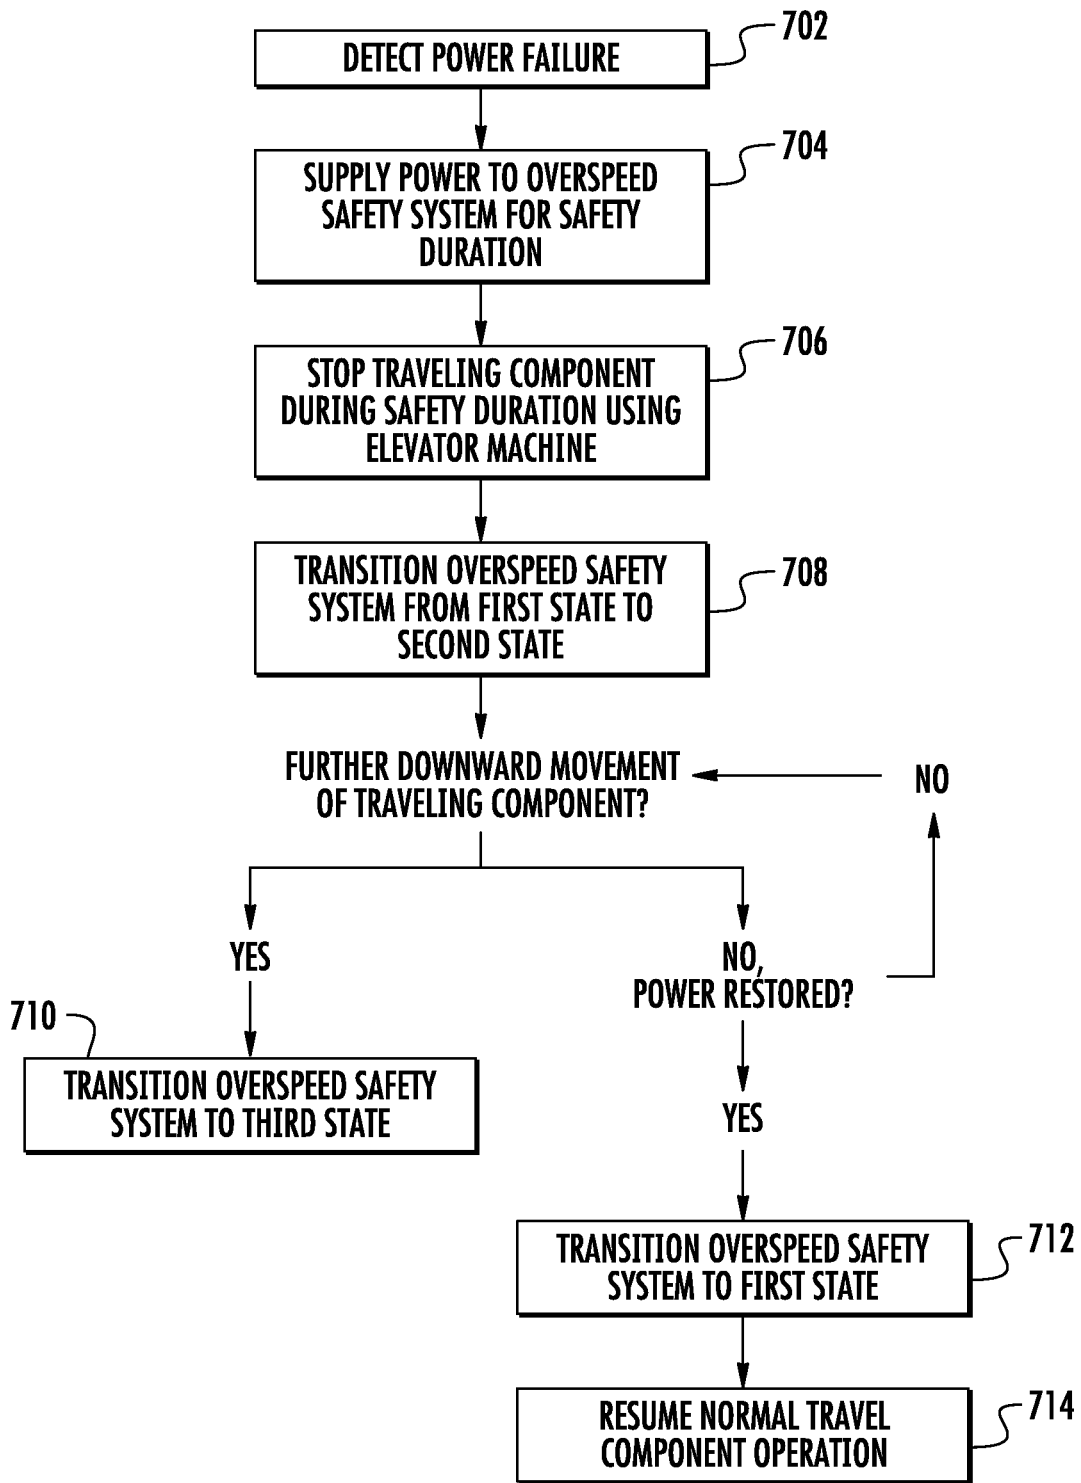 702
DETECT POWER FAILURE
704
SUPPLY POWER TO OVERSPEED
SAFETY SYSTEM FOR SAFETY
DURATION
706
STOP TRAVELING COMPONENT
DURING SAFETY DURATION USING
ELEVATOR MACHINE
708
TRANSITION OVERSPEED SAFETY
SYSTEM FROM FIRST STATE TO
SECOND STATE
FURTHER DOWNWARD MOVEMENT
OF TRAVELING COMPONENT?
NO
YES
NO,
POWER RESTORED?
710
TRANSITION OVERSPEED SAFETY
SYSTEM TO THIRD STATE
YES
712
TRANSITION OVERSPEED SAFETY
SYSTEM TO FIRST STATE
714
RESUME NORMAL TRAVEL
COMPONENT OPERATION